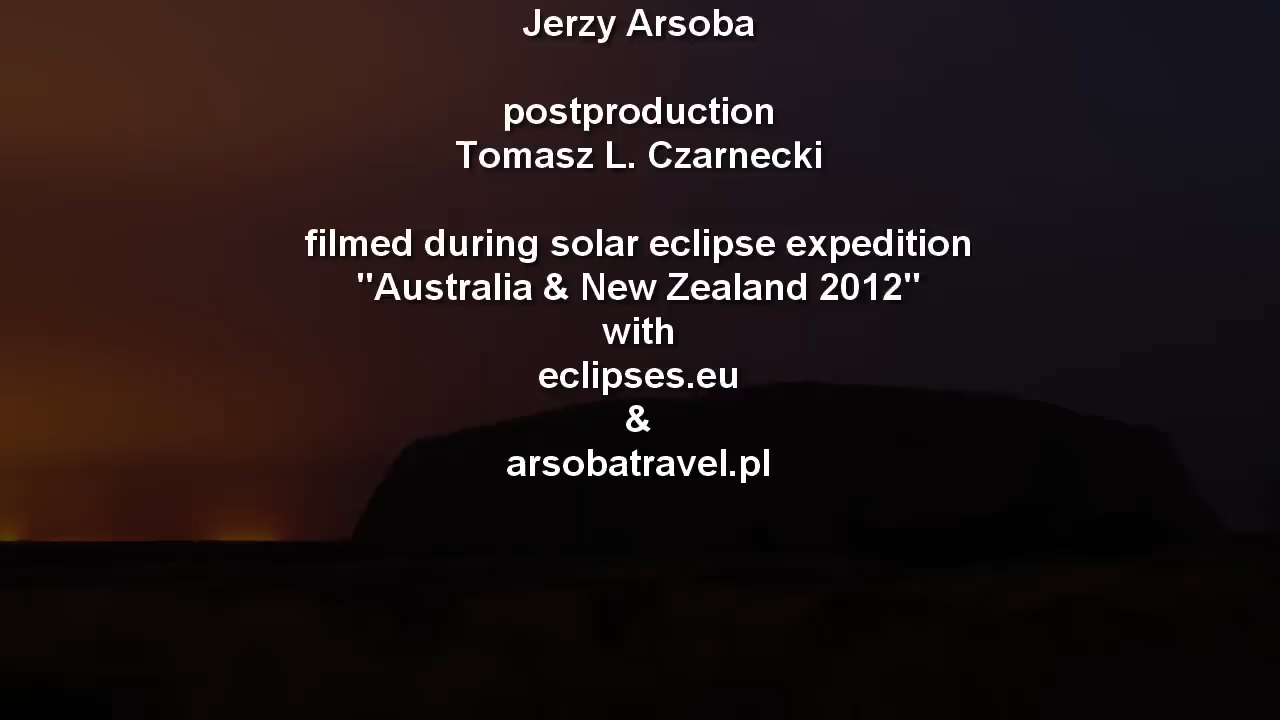 Jerzy Arsoba
postproduction
Tomasz L. Czarnecki
filmed during solar eclipse expedition
"Australia & New Zealand 2012"
with
eclipses.eu
&
arsobatravel.pl